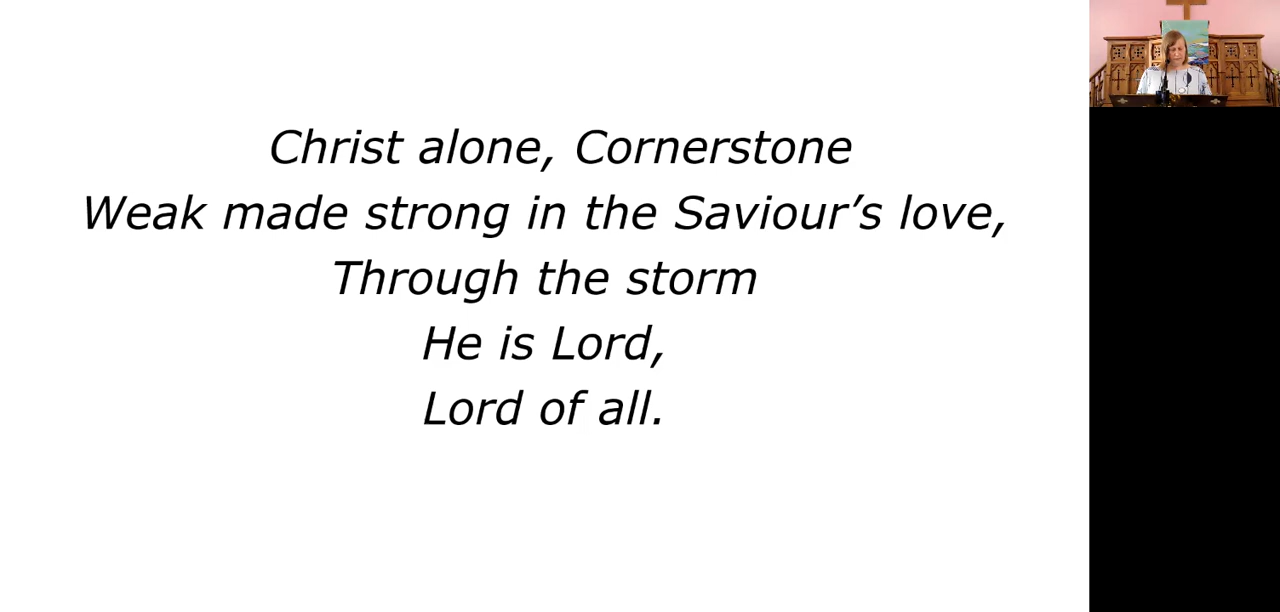 Christ alone, Cornerstone
Weak made strong in the Saviour’s love,
Through the storm
He is Lord,
Lord of all.